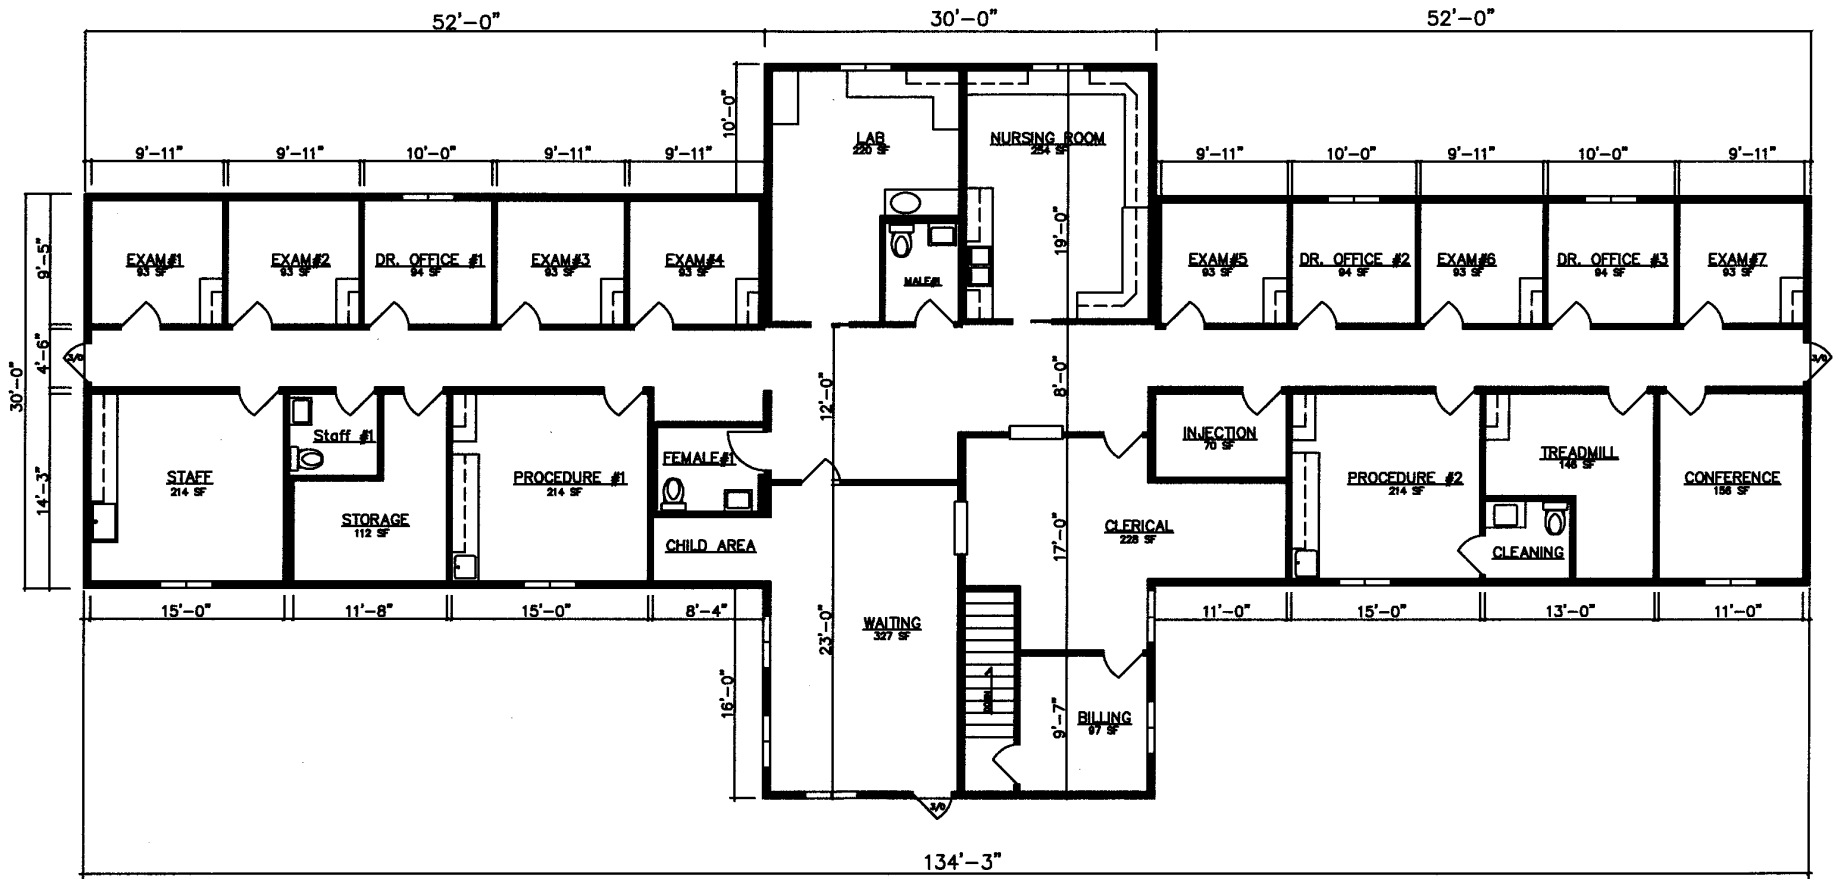 52'-0"
30'-0"
52'-0"
10'-0"
9'-11"
9'-11"
10'-0"
9'-11"
9'-11"
9'-11"
10'-0"
9'-11"
10'-0"
9'-11"
LAB
220 SF
NURSING ROOM
254 SF
30'-0"
9'-5"
4'-6"
14'-3"
EXAM#1
93 SF
EXAM#2
93 SF
DR. OFFICE #1
94 SF
EXAM#3
93 SF
EXAM#4
93 SF
MALE#1
19'-0"
EXAM#5
93 SF
DR. OFFICE #2
94 SF
EXAM#6
93 SF
DR. OFFICE #3
94 SF
EXAM#7
93 SF
3/0
3/0
12'-0"
8'-0"
STAFF
214 SF
Staff #1
STORAGE
112 SF
PROCEDURE #1
214 SF
FEMALE#1
CHILD AREA
INJECTION
70 SF
CLERICAL
228 SF
17'-0"
PROCEDURE #2
214 SF
TREADMILL
146 SF
CLEANING
CONFERENCE
156 SF
15'-0"
11'-8"
15'-0"
8'-4"
11'-0"
15'-0"
13'-0"
11'-0"
WAITING
327 SF
23'-0"
16'-0"
DOWN
BILLING
97 SF
9'-7"
3/0
134'-3"